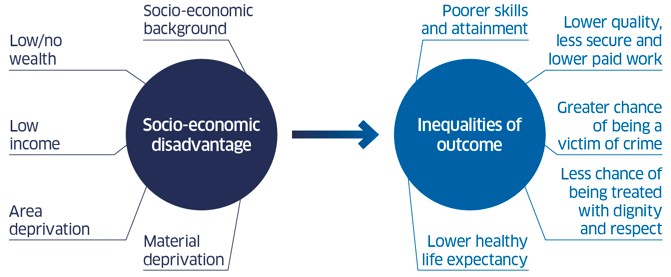 Socio-economic
background
Low/no
wealth
Low
income
Area
deprivation
Material
deprivation
Socio-economic
disadvantage
Inequalities of
outcome
Poorer skills
and attainment
Lower quality,
less secure and
lower paid work
Greater chance
of being a
victim of crime
Less chance of
being treated
with dignity
and respect
Lower healthy
life expectancy